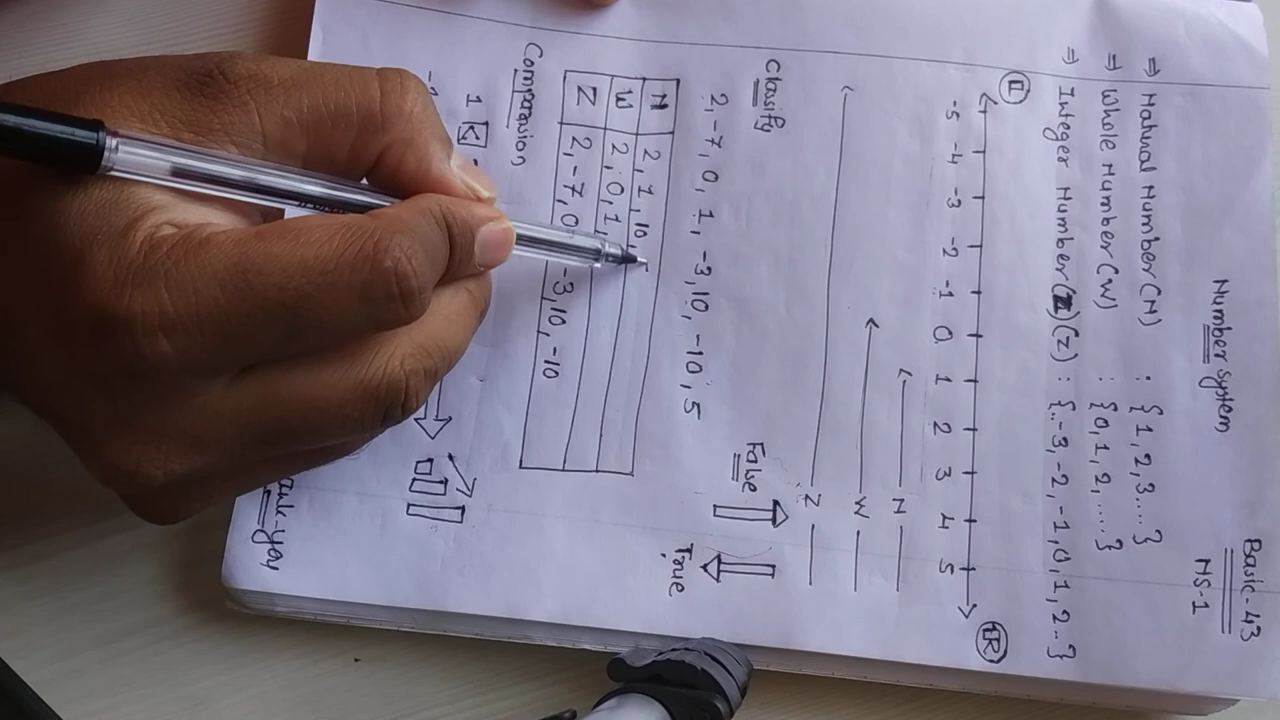 Basic-43
Number system
NS-1
⇒ Natural Number(N) : {1, 2, 3....}
⇒ Whole Number(W) : {0, 1, 2, ....}
⇒ Integer Number( )(Z) : {..-3, -2, -1, 0, 1, 2..}
-5 -4 -3 -2 -1 0 1 2 3 4 5
N
W
Z
Classify
False
True
2, -7, 0, 1, -3, 10, -10, 5
N 2, 1, 10,
W 2, 0, 1,
Z 2, -7, 0 -3, 10, -10
Comparision
1 <